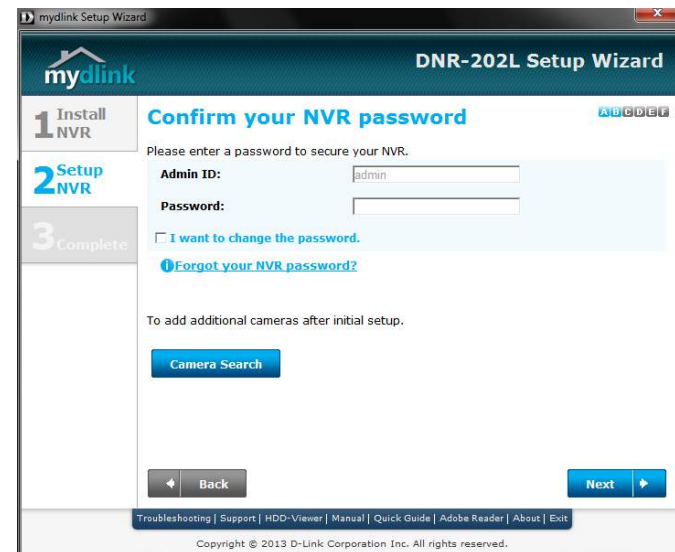 mydlink Setup Wizard
mydlink
DNR-202L Setup Wizard
1 Install NVR
2 Setup NVR
3 Complete
Confirm your NVR password
A B C D E F
Please enter a password to secure your NVR.
Admin ID: admin
Password:
I want to change the password.
Forgot your NVR password?
To add additional cameras after initial setup.
Camera Search
Back
Next
Troubleshooting | Support | HDD-Viewer | Manual | Quick Guide | Adobe Reader | About | Exit
Copyright © 2013 D-Link Corporation Inc. All rights reserved.